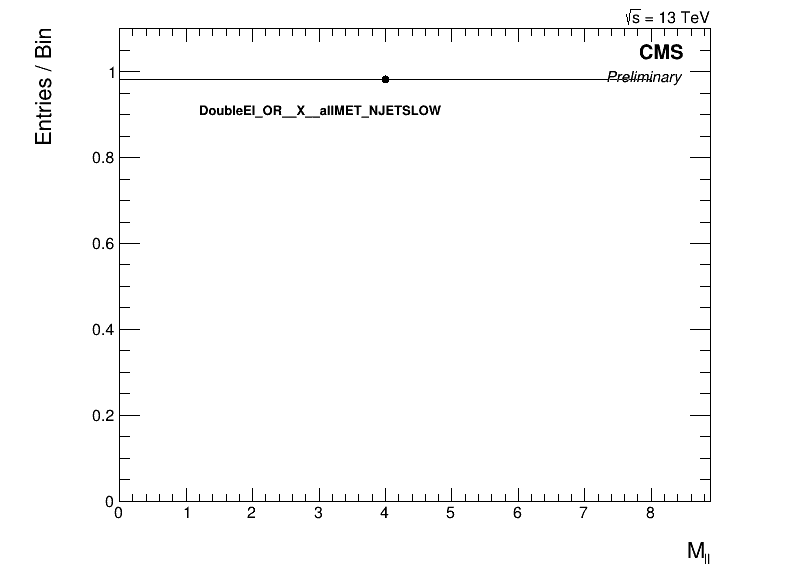 √s = 13 TeV
CMS
Preliminary
DoubleEl_OR__X__allMET_NJETSLOW
Entries / Bin
1
0.8
0.6
0.4
0.2
0
0 1 2 3 4 5 6 7 8
M_ll